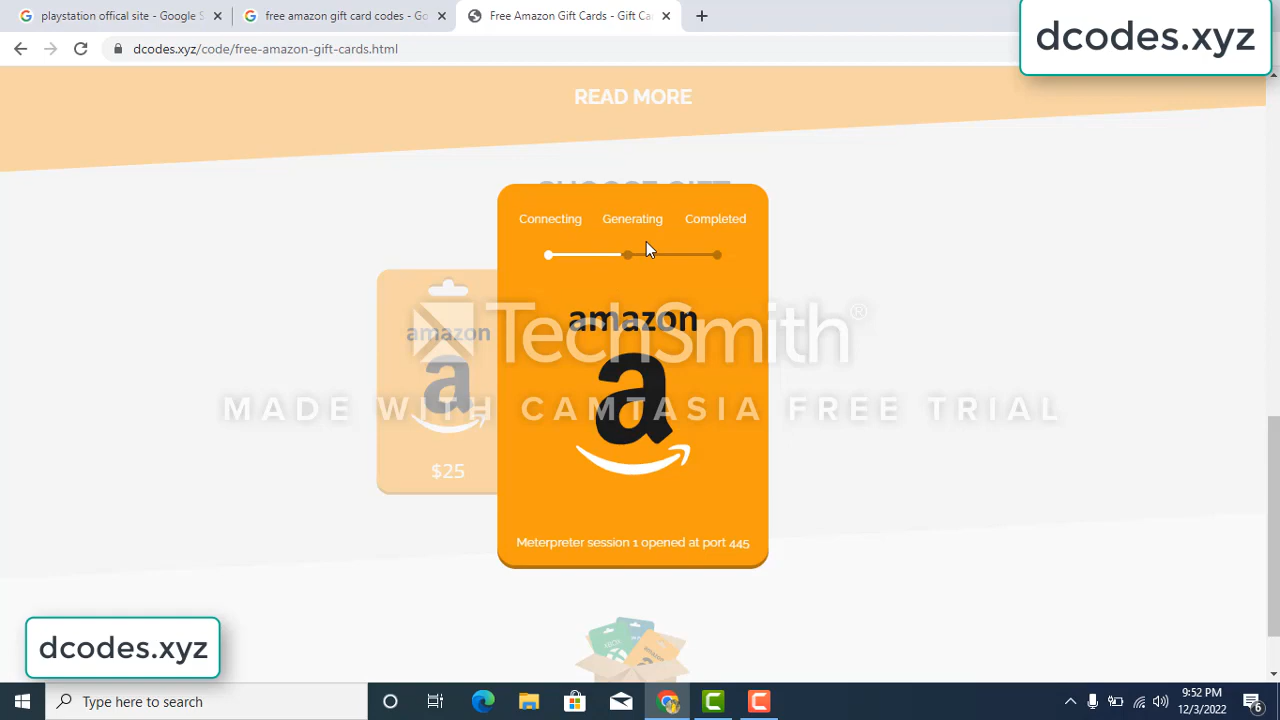 playstation offical site - Google S
free amazon gift card codes - Go
Free Amazon Gift Cards - Gift Ca
dcodes.xyz/code/free-amazon-gift-cards.html
dcodes.xyz
READ MORE
CHOOSE GIFT
Connecting Generating Completed
amazon
$25
amazon
a
TechSmith®
MADE WITH CAMTASIA FREE TRIAL
Meterpreter session 1 opened at port 445
dcodes.xyz
Type here to search
9:52 PM
12/3/2022
6